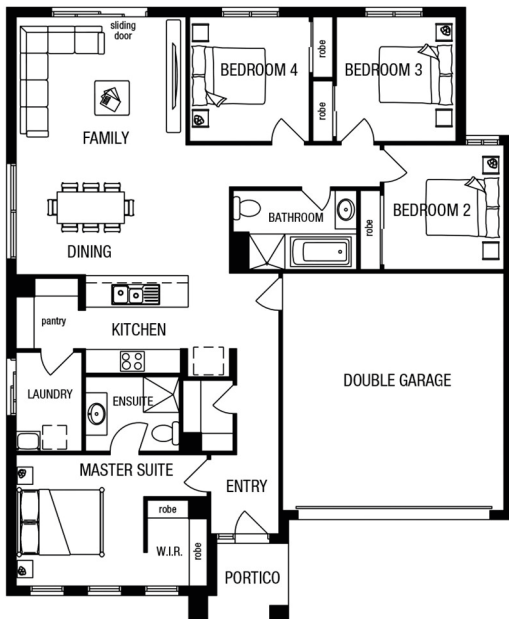 sliding
door
robe
BEDROOM 4
BEDROOM 3
robe
FAMILY
BEDROOM 2
BATHROOM
robe
DINING
pantry
KITCHEN
DOUBLE GARAGE
LAUNDRY
ENSUITE
MASTER SUITE
ENTRY
robe
W.I.R.
robe
PORTICO